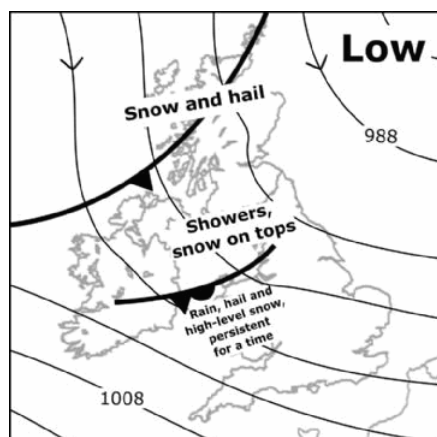 Low
Snow and hail
988
Showers,
snow on tops
Rain, hail and
high-level snow,
persistent
for a time
1008